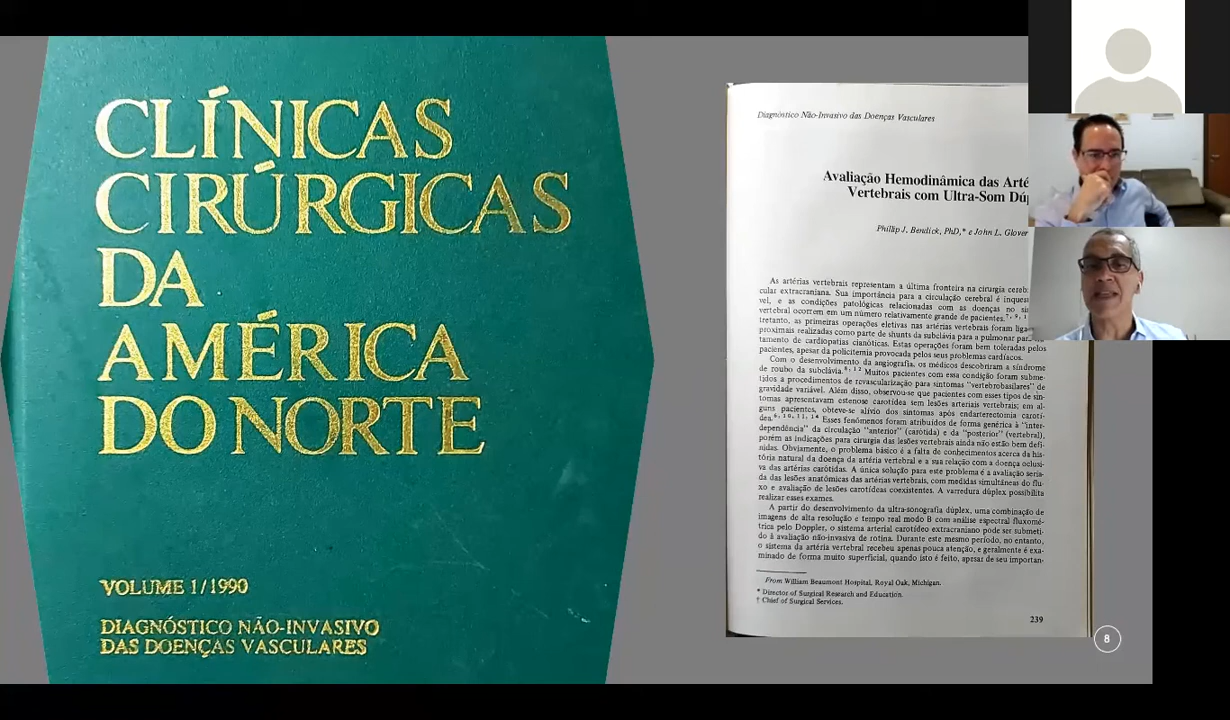 CLÍNICAS
CIRÚRGICAS
DA
AMÉRICA
DO NORTE
VOLUME 1/1990
DIAGNÓSTICO NÃO-INVASIVO
DAS DOENÇAS VASCULARES
Diagnóstico Não-Invasivo das Doenças Vasculares
Avaliação Hemodinâmica das Arté
Vertebrais com Ultra-Som Dúp
Phillip J. Bendick, PhD,* e John L. Glover
As artérias vertebrais representam a última fronteira na cirurgia cerebr
cular extracraniana. Sua importância para a circulação cerebral é inques
vel, e as condições patológicas relacionadas com as doenças no si
vertebral ocorrem em um número relativamente grande de pacientes.
tretanto, as primeiras operações eletivas nas artérias vertebrais foram liga
proximais realizadas como parte de shunts da subclávia para a pulmonar par
tamento de cardiopatias cianóticas. Estas operações foram bem toleradas pelos
pacientes, apesar da policitemia provocada pelos seus problemas cardíacos.
Com o desenvolvimento da angiografia, os médicos descobriram a síndrome
de roubo da subclávia.⁸, ¹² Muitos pacientes com essa condição foram subme-
tidos a procedimentos de revascularização para sintomas "vertebrobasilares" de
gravidade variável. Além disso, observou-se que pacientes com esses tipos de sin-
tomas apresentavam estenose carotídea sem lesões arteriais vertebrais; em al-
guns pacientes, obteve-se alívio dos sintomas após endarterectomia carotí-
dea.⁶, ¹⁰, ¹¹, ¹⁴ Esses fenômenos foram atribuídos de forma genérica à "inter-
dependência" da circulação "anterior" (carótida) e da "posterior" (vertebral),
porém as indicações para cirurgia das lesões vertebrais ainda não estão bem defi-
nidas. Obviamente, o problema básico é a falta de conhecimentos acerca da his-
tória natural da doença da artéria vertebral e a sua relação com a doença oclusi-
va das artérias carótidas. A única solução para este problema é a avaliação seria-
da das lesões anatômicas das artérias vertebrais, com medidas simultâneas do flu-
xo e avaliação de lesões carotídeas coexistentes. A varredura dúplex possibilita
realizar esses exames.
A partir do desenvolvimento da ultra-sonografia dúplex, uma combinação de
imagens de alta resolução e tempo real modo B com análise espectral fluxomé-
trica pelo Doppler, o sistema arterial carotídeo extracraniano pode ser submeti-
do à avaliação não-invasiva de rotina. Durante este mesmo período, no entanto,
o sistema da artéria vertebral recebeu apenas pouca atenção, e geralmente é exa-
minado de forma muito superficial, quando isto é feito, apesar de seu importan-
From William Beaumont Hospital, Royal Oak, Michigan.
* Director of Surgical Research and Education.
† Chief of Surgical Services.
239
8